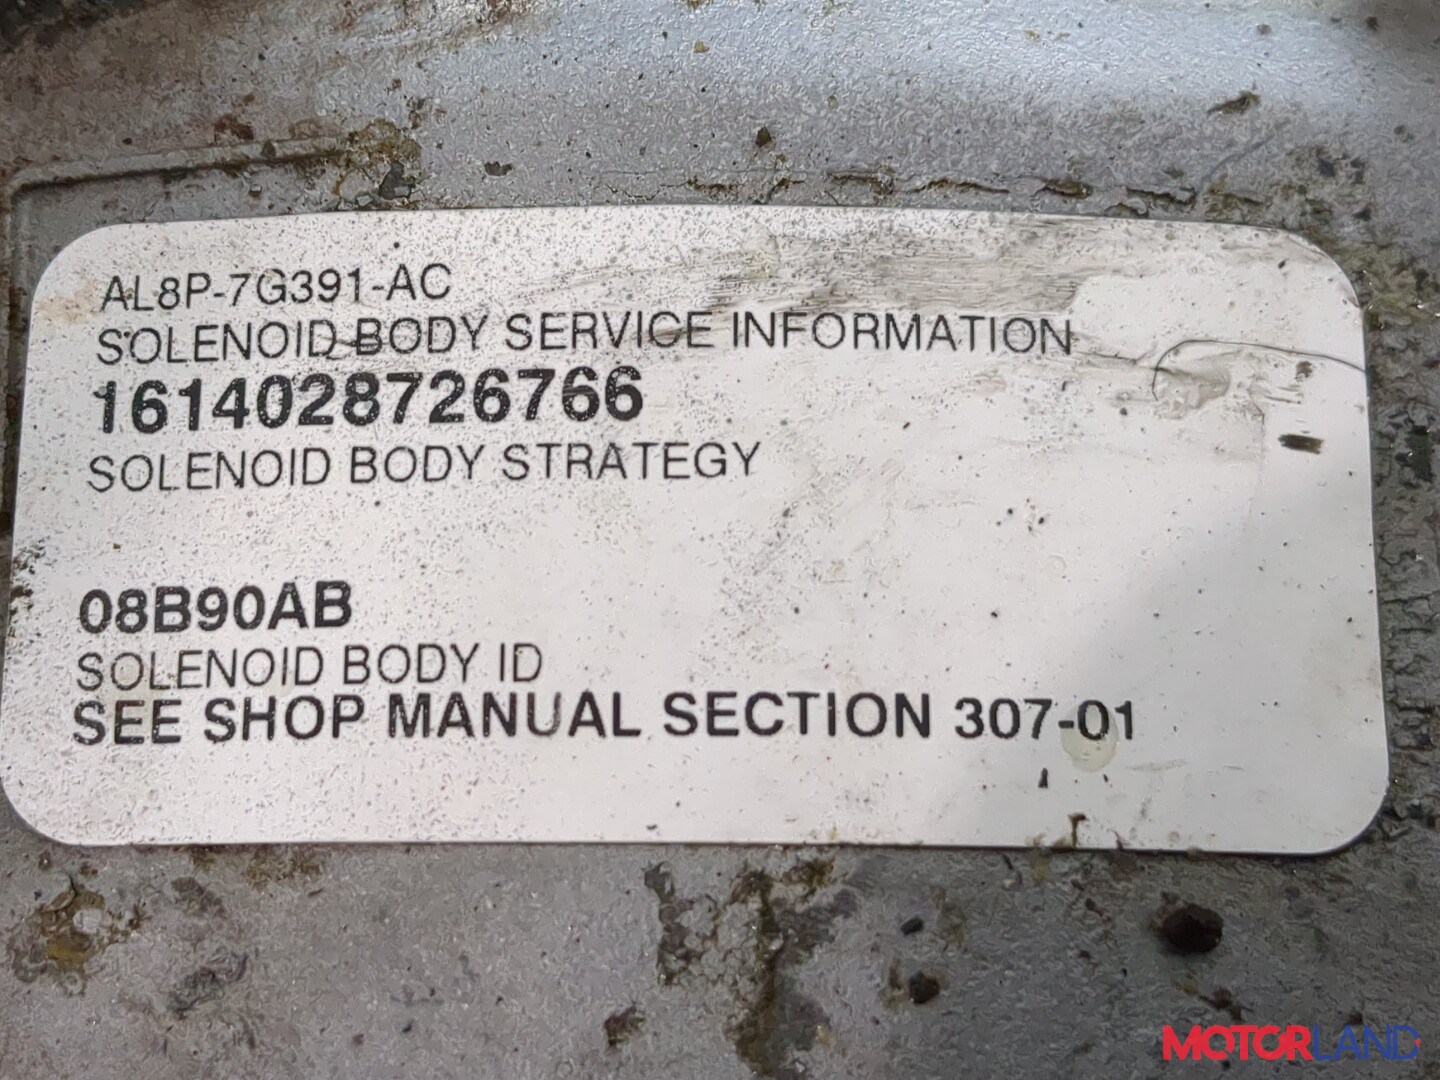 AL8P-7G391-AC
SOLENOID BODY SERVICE INFORMATION
1614028726766
SOLENOID BODY STRATEGY
08B90AB
SOLENOID BODY ID
SEE SHOP MANUAL SECTION 307-01
MOTORLAND